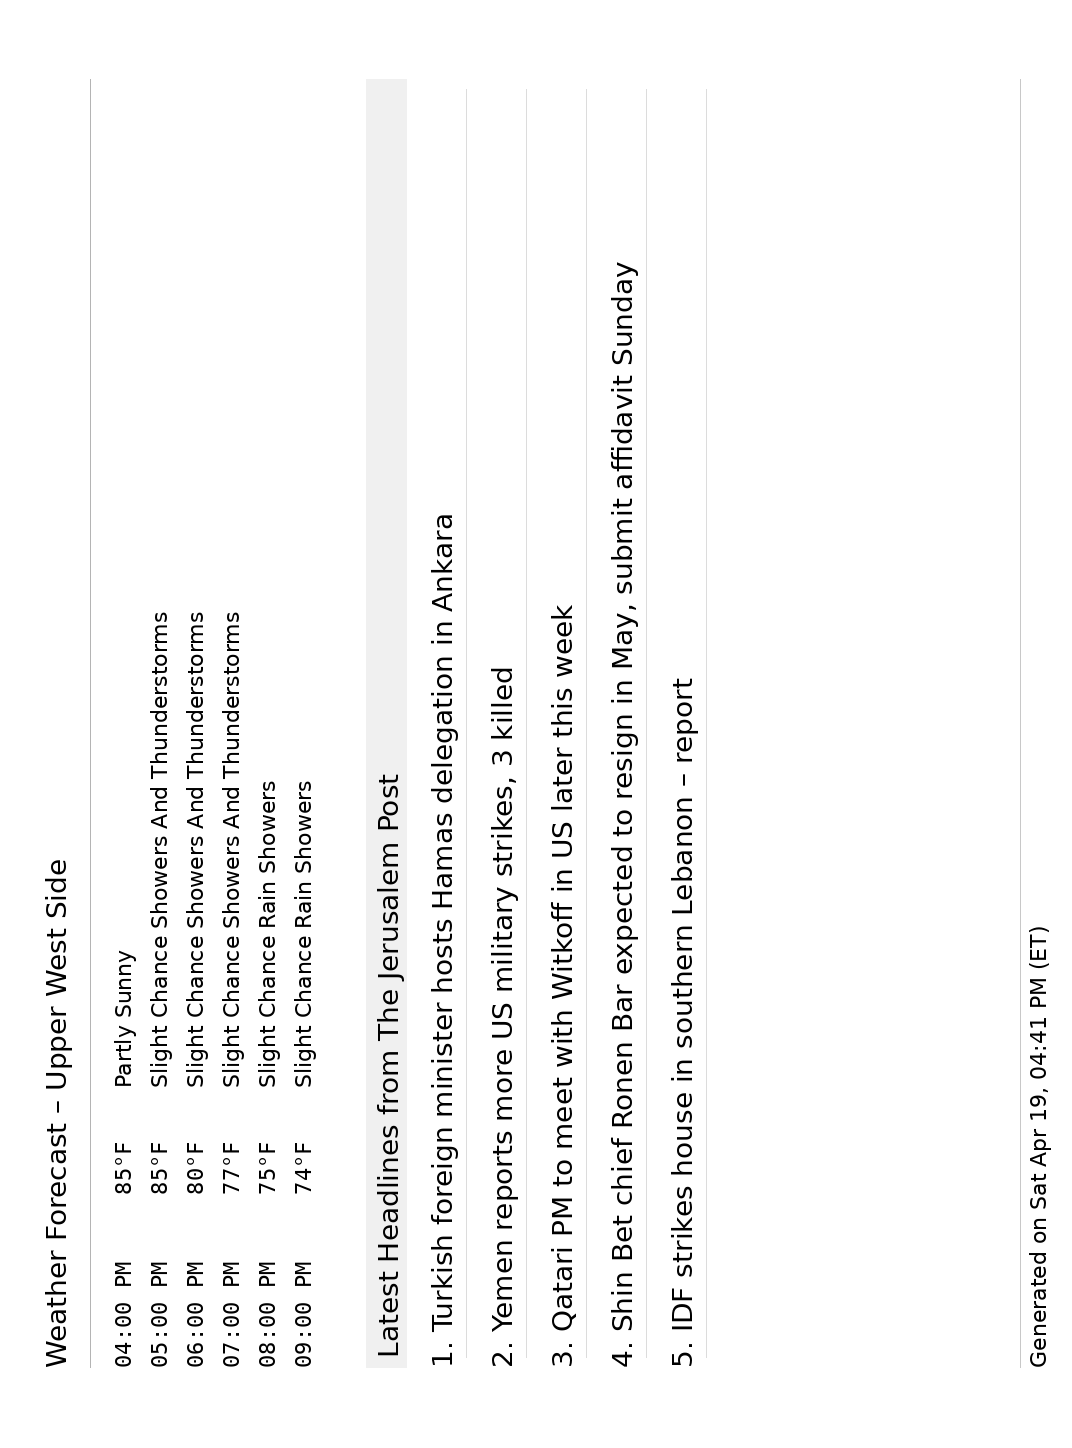 Weather Forecast – Upper West Side
04:00 PM 85°F Partly Sunny
05:00 PM 85°F Slight Chance Showers And Thunderstorms
06:00 PM 80°F Slight Chance Showers And Thunderstorms
07:00 PM 77°F Slight Chance Showers And Thunderstorms
08:00 PM 75°F Slight Chance Rain Showers
09:00 PM 74°F Slight Chance Rain Showers
Latest Headlines from The Jerusalem Post
1. Turkish foreign minister hosts Hamas delegation in Ankara
2. Yemen reports more US military strikes, 3 killed
3. Qatari PM to meet with Witkoff in US later this week
4. Shin Bet chief Ronen Bar expected to resign in May, submit affidavit Sunday
5. IDF strikes house in southern Lebanon – report
Generated on Sat Apr 19, 04:41 PM (ET)